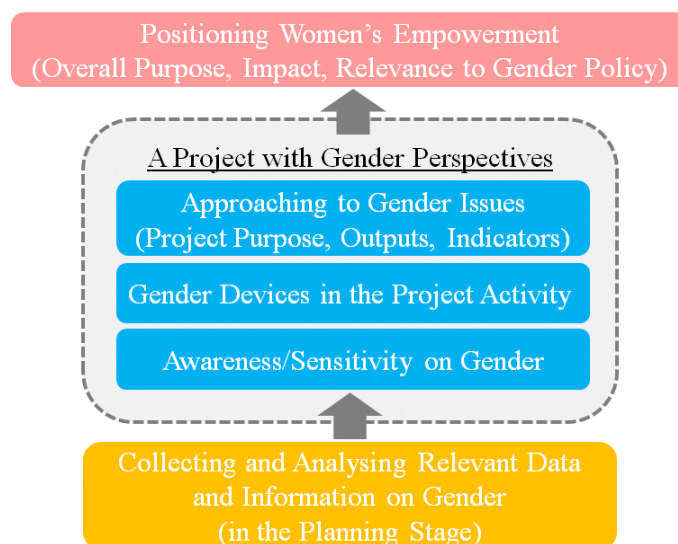 Positioning Women’s Empowerment
(Overall Purpose, Impact, Relevance to Gender Policy)
A Project with Gender Perspectives
Approaching to Gender Issues
(Project Purpose, Outputs, Indicators)
Gender Devices in the Project Activity
Awareness/Sensitivity on Gender
Collecting and Analysing Relevant Data
and Information on Gender
(in the Planning Stage)